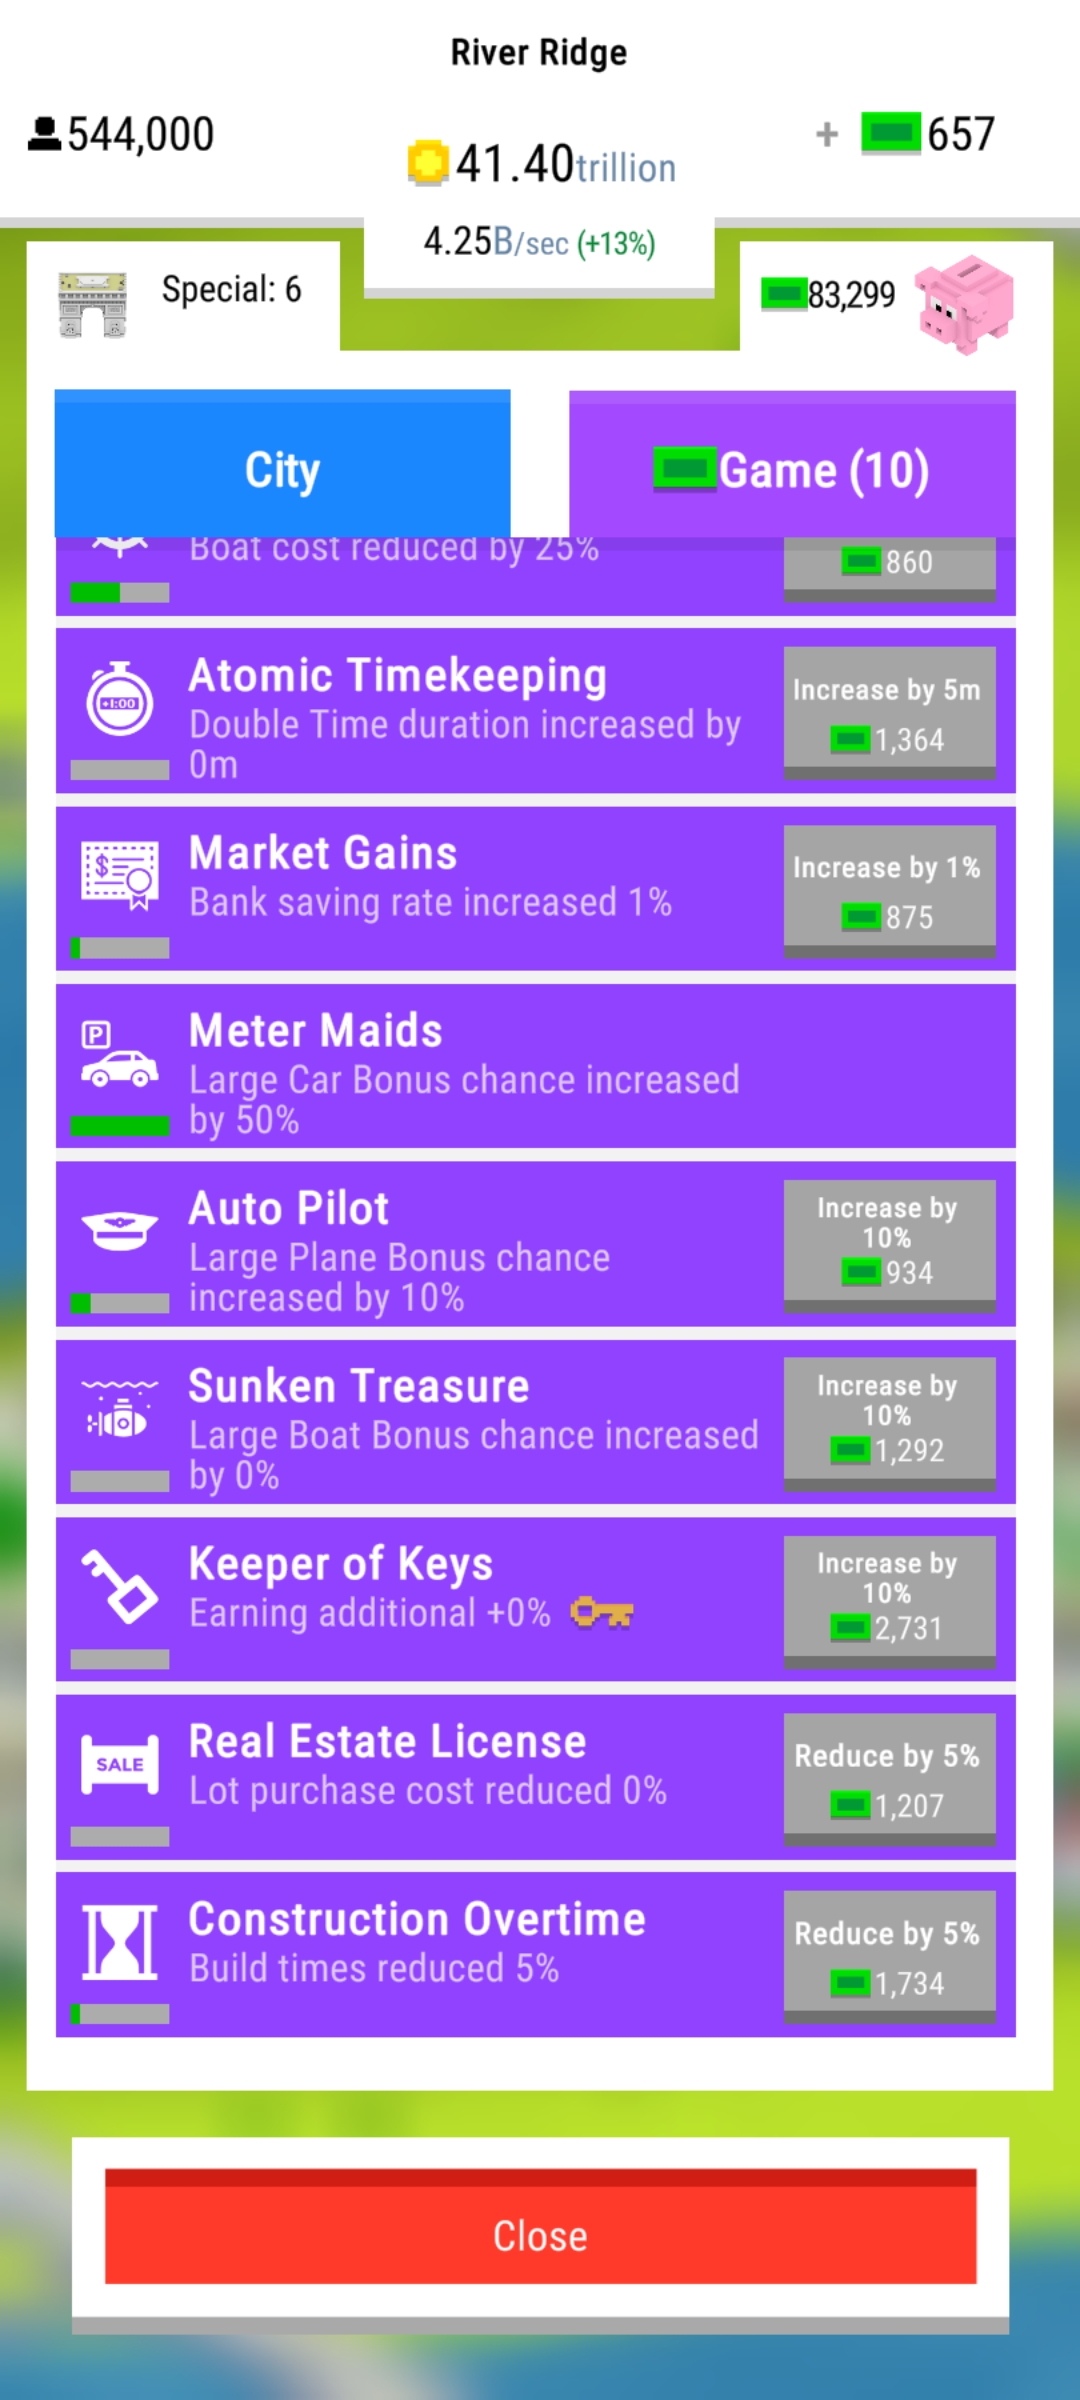 River Ridge
544,000
41.40trillion
+ 657
4.25B/sec (+13%)
Special: 6
83,299
City
Game (10)
Boat cost reduced by 25%
860
Atomic Timekeeping
Double Time duration increased by
0m
+1:00
Increase by 5m
1,364
Market Gains
Bank saving rate increased 1%
$
Increase by 1%
875
Meter Maids
P
Large Car Bonus chance increased
by 50%
Auto Pilot
Large Plane Bonus chance
increased by 10%
Increase by
10%
934
Sunken Treasure
Large Boat Bonus chance increased
by 0%
Increase by
10%
1,292
Keeper of Keys
Earning additional +0%
Increase by
10%
2,731
Real Estate License
SALE
Lot purchase cost reduced 0%
Reduce by 5%
1,207
Construction Overtime
Build times reduced 5%
Reduce by 5%
1,734
Close